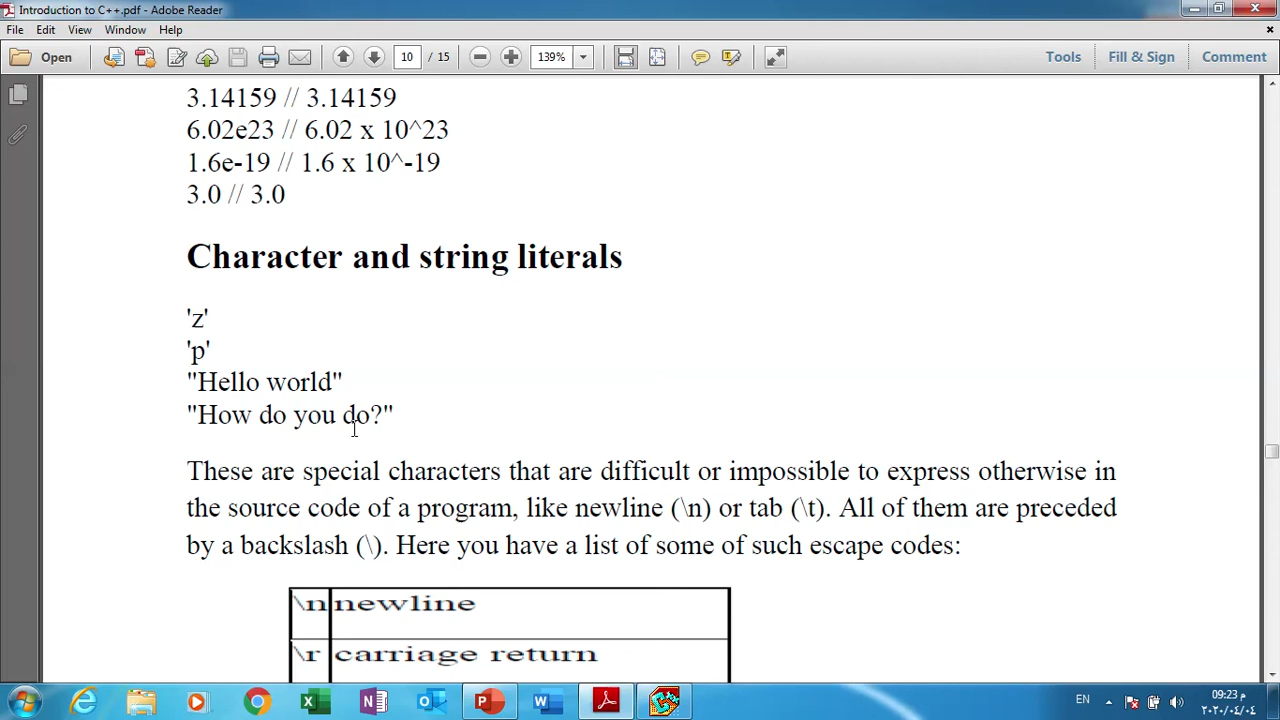 Introduction to C++.pdf - Adobe Reader
File Edit View Window Help
Open 10 / 15 139% Tools Fill & Sign Comment
3.14159 // 3.14159
6.02e23 // 6.02 x 10^23
1.6e-19 // 1.6 x 10^-19
3.0 // 3.0
Character and string literals
'z'
'p'
"Hello world"
"How do you do?"
These are special characters that are difficult or impossible to express otherwise in
the source code of a program, like newline (\n) or tab (\t). All of them are preceded
by a backslash (\). Here you have a list of some of such escape codes:
\n newline
\r carriage return
EN
09:23 م
٢٠٢٠/٠٤/٠٤